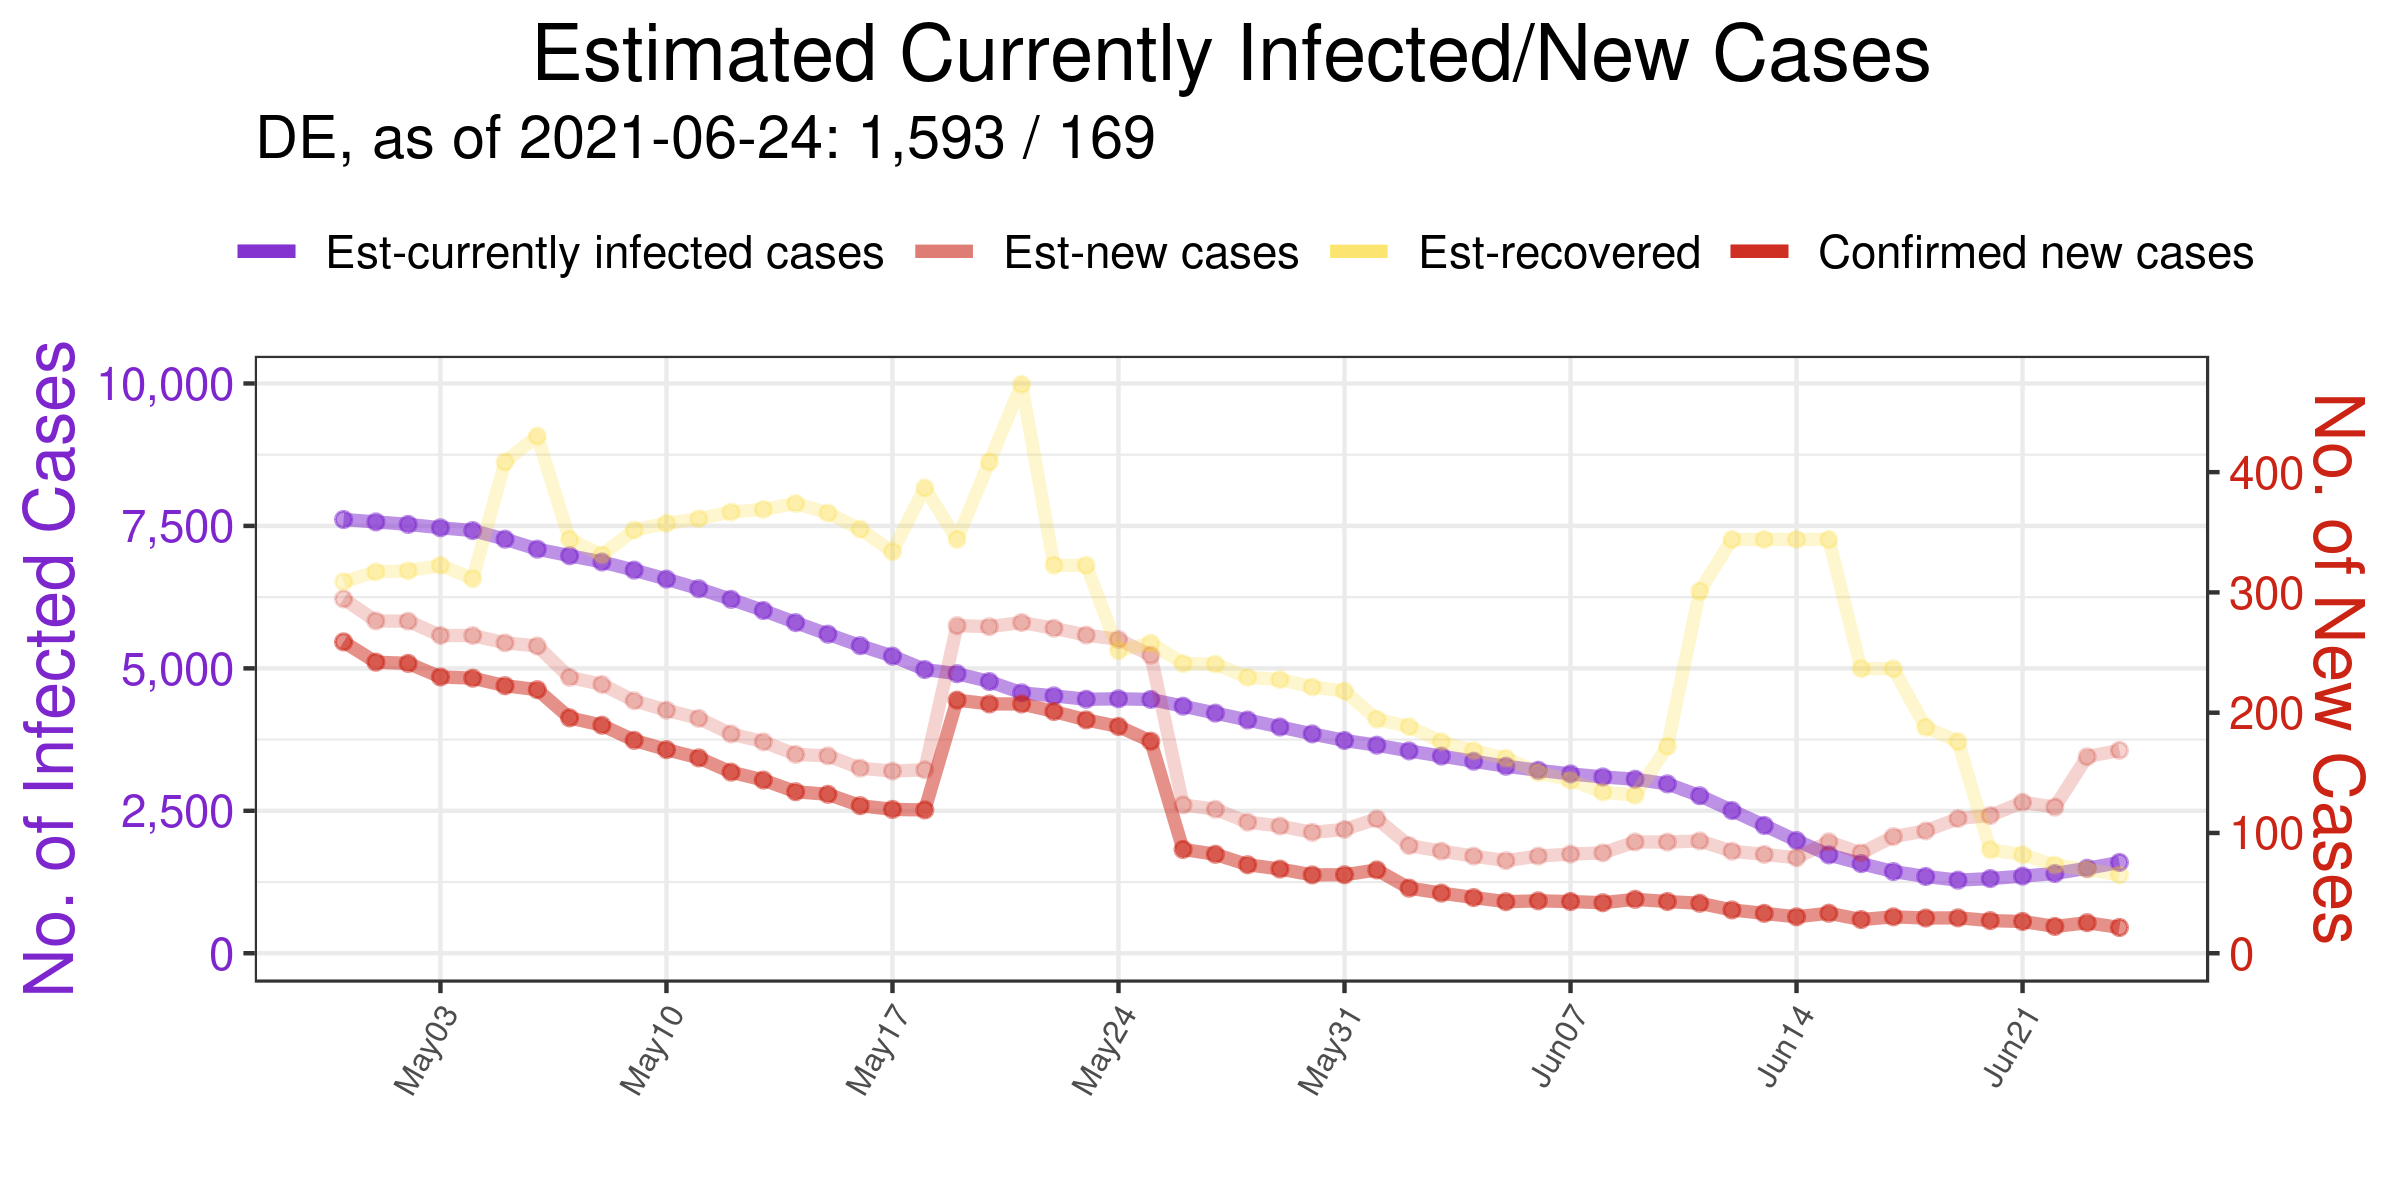 Estimated Currently Infected/New Cases
DE, as of 2021-06-24: 1,593 / 169
Est-currently infected cases Est-new cases Est-recovered Confirmed new cases
No. of Infected Cases
10,000
7,500
5,000
2,500
0
400
300
200
100
0
No. of New Cases
May03 May10 May17 May24 May31 Jun07 Jun14 Jun21